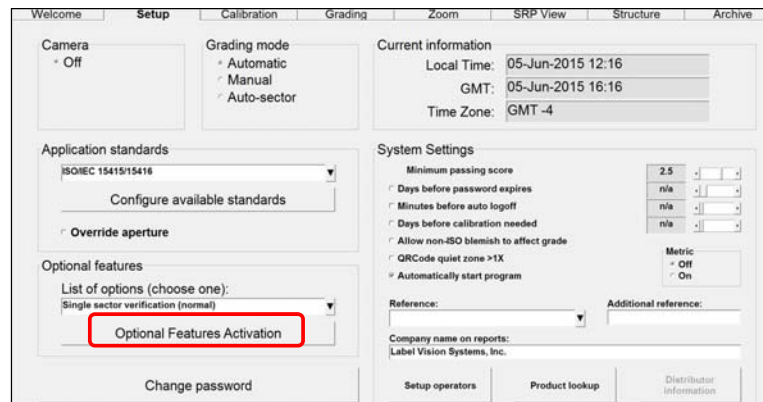 Welcome Setup Calibration Grading Zoom SRP View Structure Archive
Camera
Off
Grading mode
Automatic
Manual
Auto-sector
Current information
Local Time: 05-Jun-2015 12:16
GMT: 05-Jun-2015 16:16
Time Zone: GMT -4
Application standards
ISO/IEC 15415/15416
Configure available standards
Override aperture
Optional features
List of options (choose one):
Single sector verification (normal)
Optional Features Activation
Change password
System Settings
Minimum passing score 2.5
Days before password expires n/a
Minutes before auto logoff n/a
Days before calibration needed n/a
Allow non-ISO blemish to affect grade
QRCode quiet zone >1X
Automatically start program
Metric
Off
On
Reference: Additional reference:
Company name on reports:
Label Vision Systems, Inc.
Setup operators Product lookup Distributor information